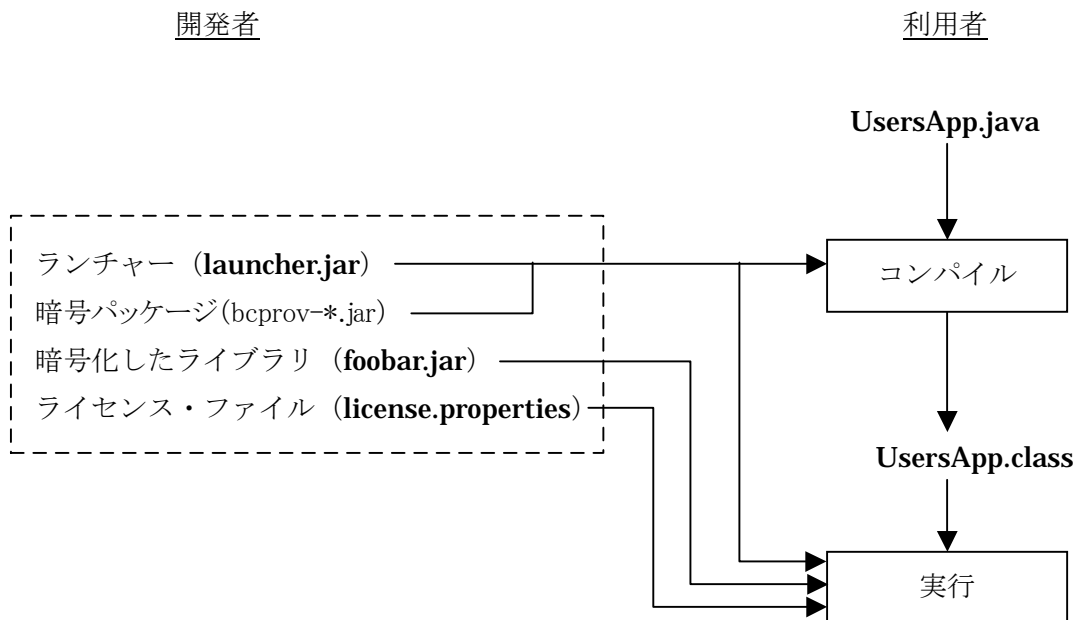 開発者
利用者
UsersApp.java
ランチャー（launcher.jar）
暗号パッケージ(bcprov-*.jar)
暗号化したライブラリ（foobar.jar）
ライセンス・ファイル（license.properties）
コンパイル
UsersApp.class
実行